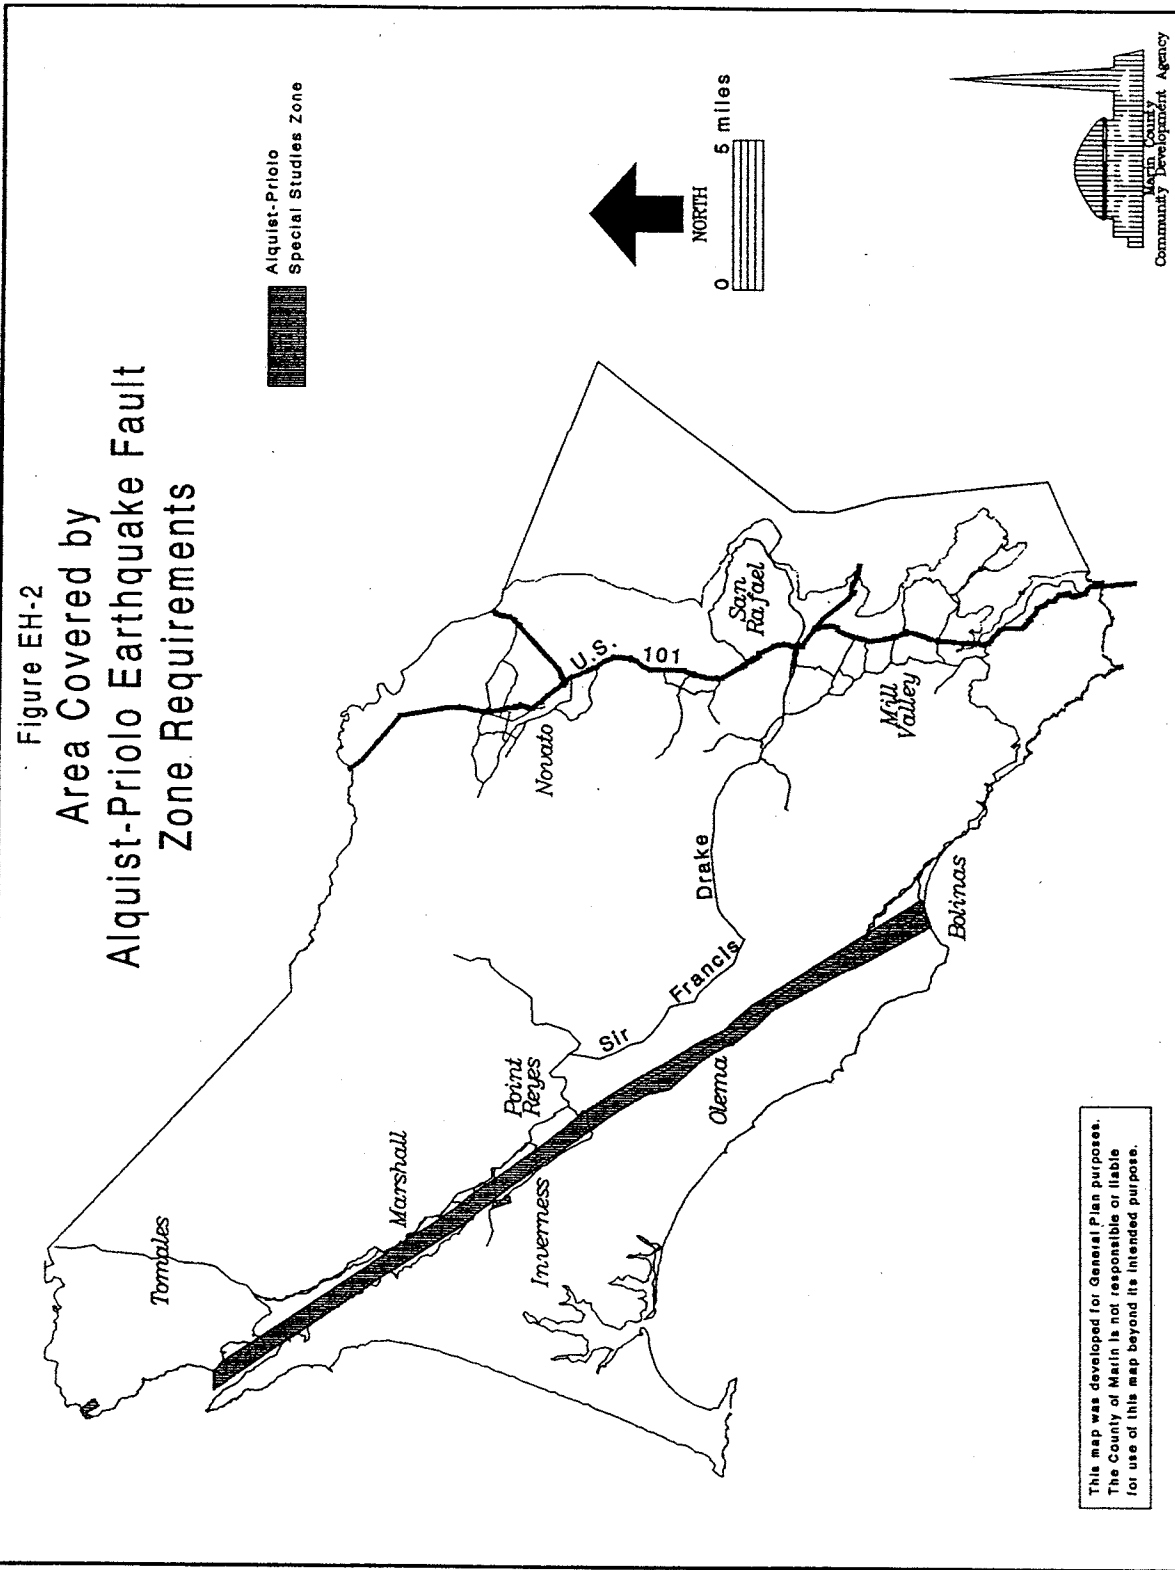 Figure EH-2
Area Covered by
Alquist-Priolo Earthquake Fault
Zone Requirements
Alquist-Priolo
Special Studies Zone
NORTH
0 5 miles
Tomales
Marshall
Point
Reyes
Inverness
Olema
Bolinas
Sir Francis Drake
Novato
U.S. 101
San
Rafael
Mill
Valley
This map was developed for General Plan purposes.
The County of Marin is not responsible or liable
for use of this map beyond its intended purpose.
Marin County
Community Development Agency